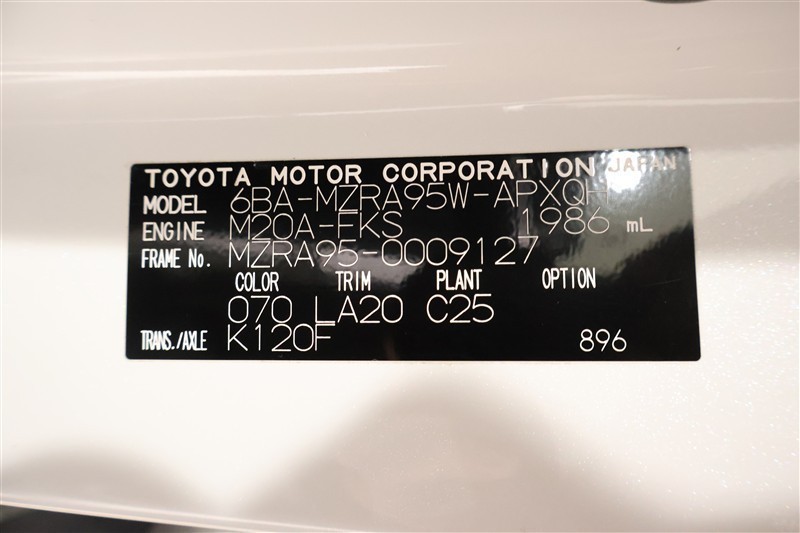 TOYOTA MOTOR CORPORATION JAPAN
MODEL 6BA-MZRA95W-APXQH
ENGINE M20A-FKS 1986 mL
FRAME No. MZRA95-0009127
COLOR TRIM PLANT OPTION
070 LA20 C25
TRANS./AXLE K120F 896